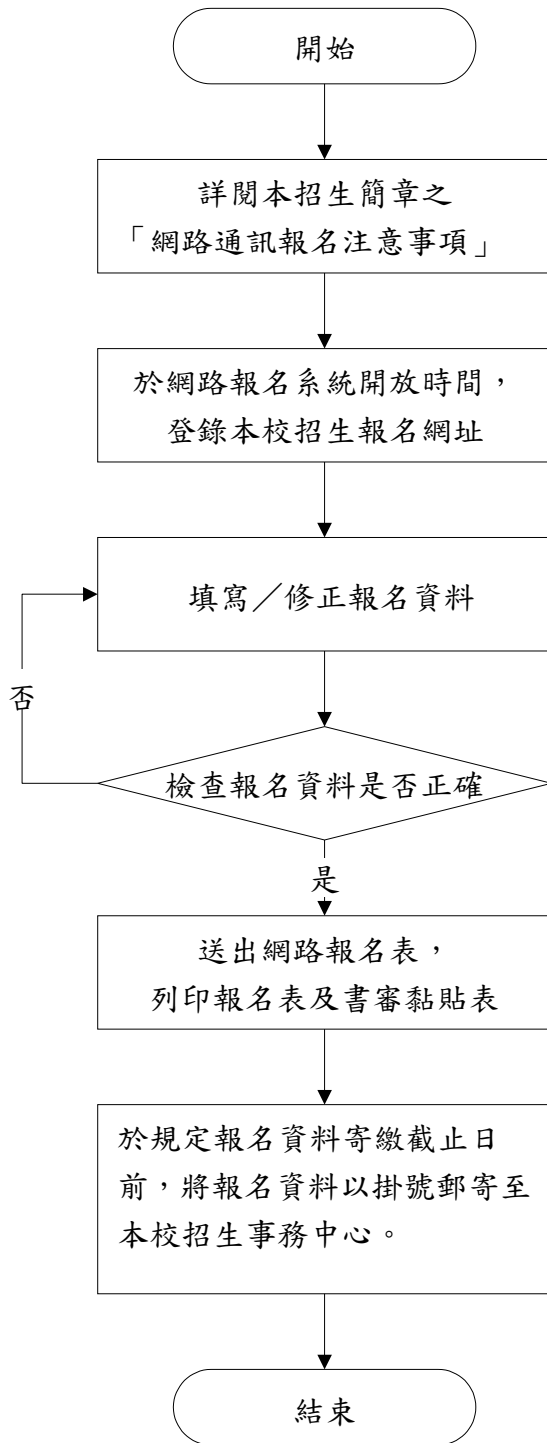 開始
詳閱本招生簡章之
「網路通訊報名注意事項」
於網路報名系統開放時間，
登錄本校招生報名網址
填寫／修正報名資料
否
檢查報名資料是否正確
是
送出網路報名表，
列印報名表及書審黏貼表
於規定報名資料寄繳截止日
前，將報名資料以掛號郵寄至
本校招生事務中心。
結束